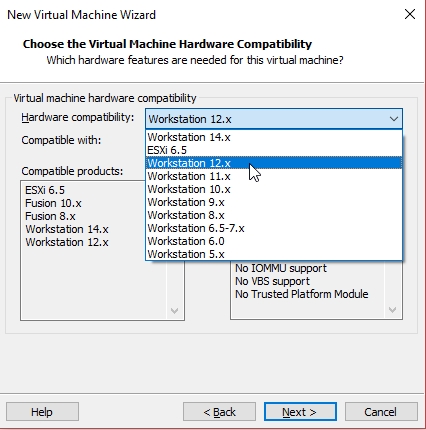 New Virtual Machine Wizard
Choose the Virtual Machine Hardware Compatibility
Which hardware features are needed for this virtual machine?
Virtual machine hardware compatibility
Hardware compatibility:
Workstation 12.x
Workstation 14.x
ESXi 6.5
Workstation 12.x
Workstation 11.x
Workstation 10.x
Workstation 9.x
Workstation 8.x
Workstation 6.5-7.x
Workstation 6.0
Workstation 5.x
Compatible with:
Compatible products:
ESXi 6.5
Fusion 10.x
Fusion 8.x
Workstation 14.x
Workstation 12.x
No IOMMU support
No VBS support
No Trusted Platform Module
Help
< Back
Next >
Cancel